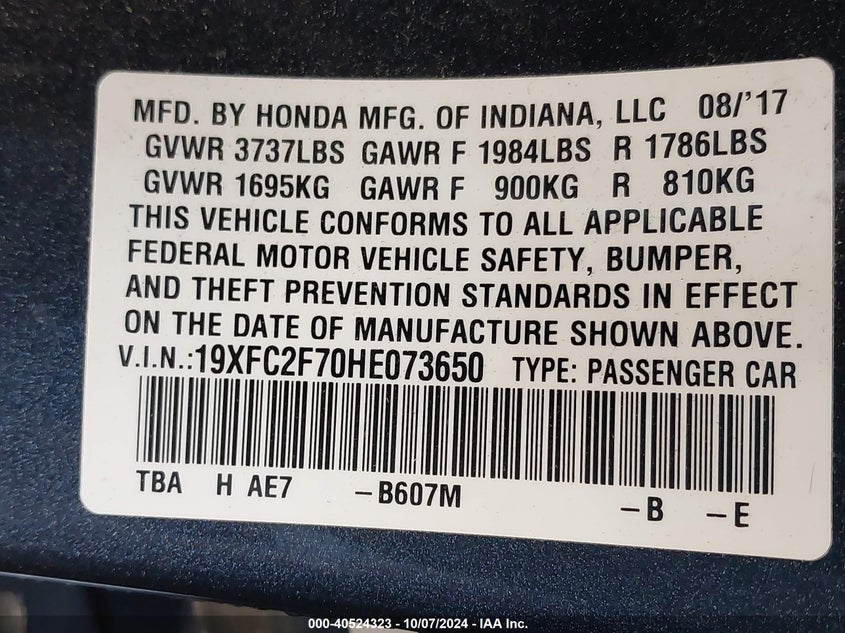 MFD. BY HONDA MFG. OF INDIANA, LLC 08/'17
GVWR 3737LBS GAWR F 1984LBS R 1786LBS
GVWR 1695KG GAWR F 900KG R 810KG
THIS VEHICLE CONFORMS TO ALL APPLICABLE
FEDERAL MOTOR VEHICLE SAFETY, BUMPER,
AND THEFT PREVENTION STANDARDS IN EFFECT
ON THE DATE OF MANUFACTURE SHOWN ABOVE.
V.I.N.:19XFC2F70HE073650 TYPE: PASSENGER CAR
TBA H AE7 -B607M -B -E
000-40524323 - 10/07/2024 - IAA Inc.